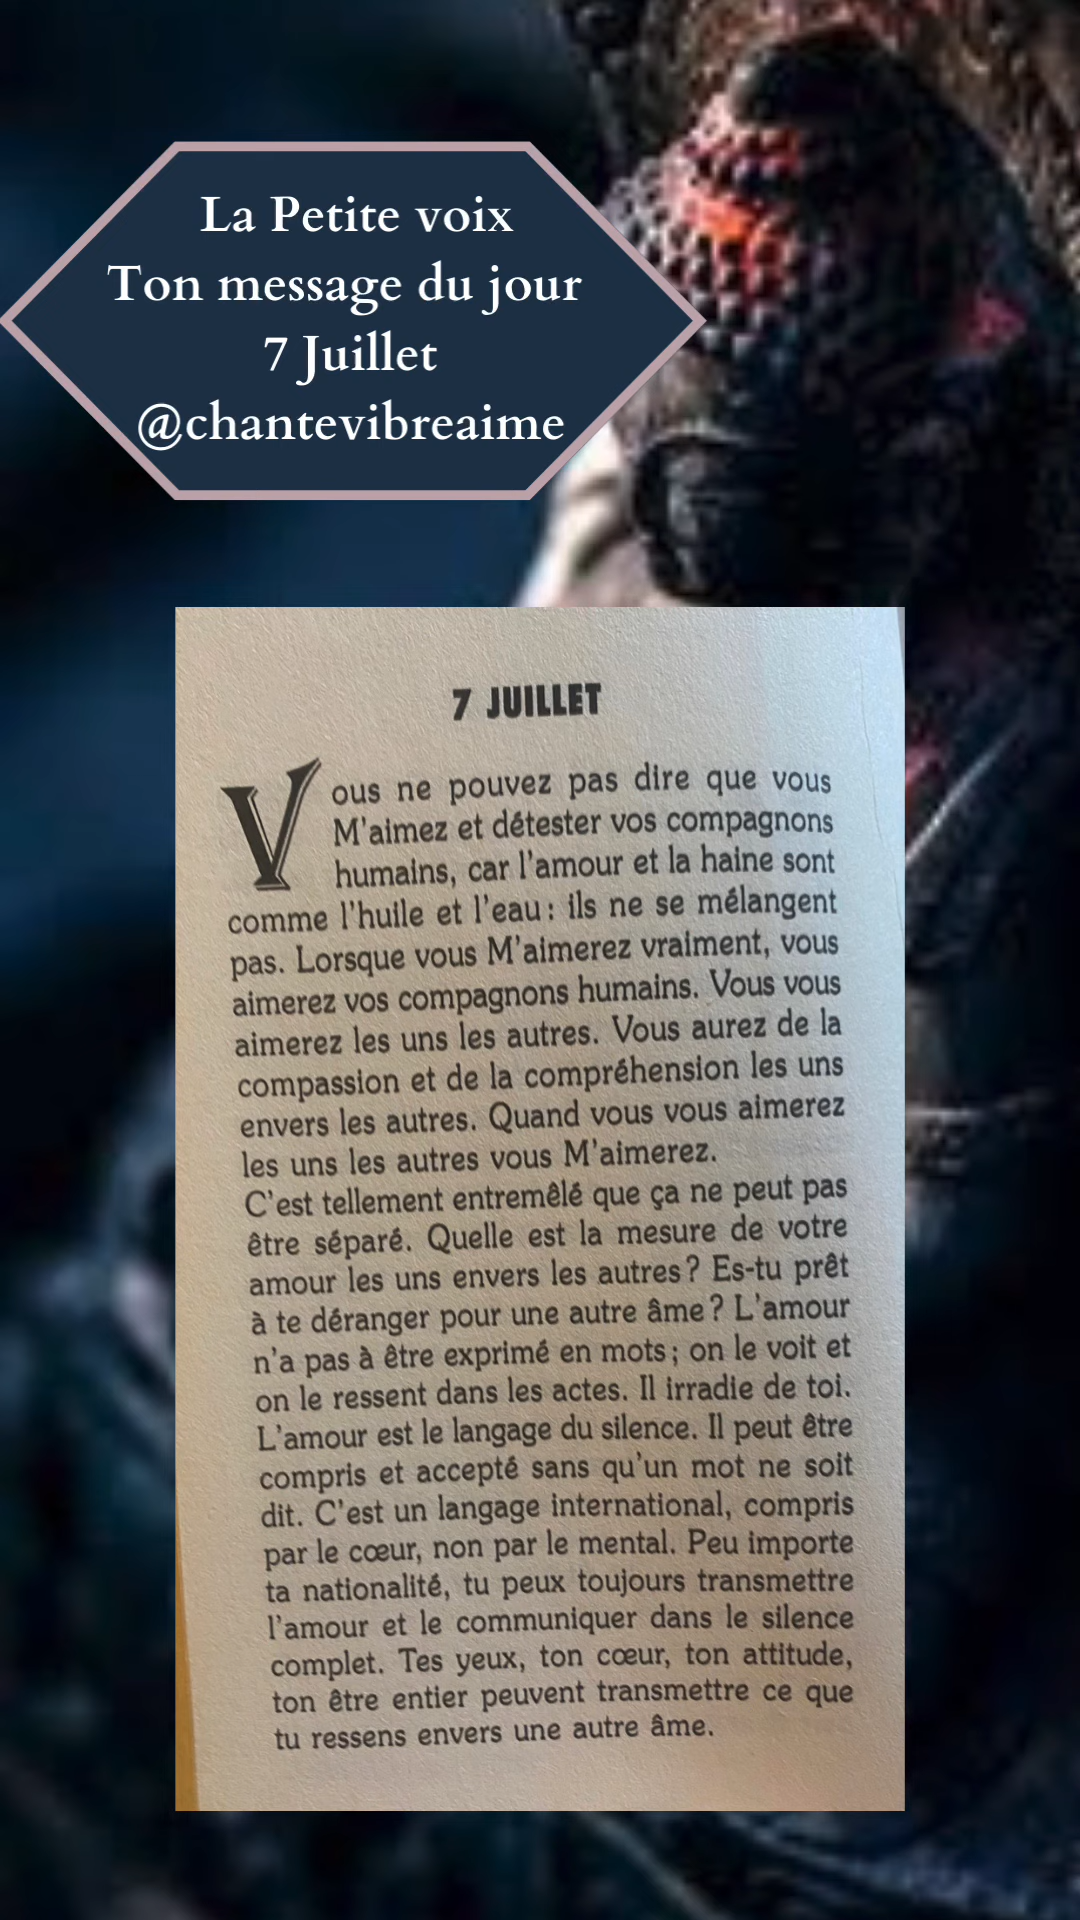 La Petite voix
Ton message du jour
7 Juillet
@chantevibreaime
7 JUILLET
Vous ne pouvez pas dire que vous
M'aimez et détester vos compagnons
humains, car l'amour et la haine sont
comme l'huile et l'eau : ils ne se mélangent
pas. Lorsque vous M'aimerez vraiment, vous
aimerez vos compagnons humains. Vous vous
aimerez les uns les autres. Vous aurez de la
compassion et de la compréhension les uns
envers les autres. Quand vous vous aimerez
les uns les autres vous M'aimerez.
C'est tellement entremêlé que ça ne peut pas
être séparé. Quelle est la mesure de votre
amour les uns envers les autres ? Es-tu prêt
à te déranger pour une autre âme ? L'amour
n'a pas à être exprimé en mots ; on le voit et
on le ressent dans les actes. Il irradie de toi.
L'amour est le langage du silence. Il peut être
compris et accepté sans qu'un mot ne soit
dit. C'est un langage international, compris
par le cœur, non par le mental. Peu importe
ta nationalité, tu peux toujours transmettre
l'amour et le communiquer dans le silence
complet. Tes yeux, ton cœur, ton attitude,
ton être entier peuvent transmettre ce que
tu ressens envers une autre âme.